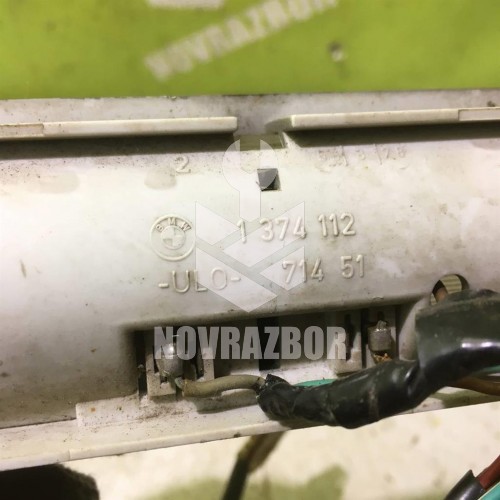 NOVRAZBOR
2
BMW
1 374 112
-ULO- 714 51
NOVRAZBOR